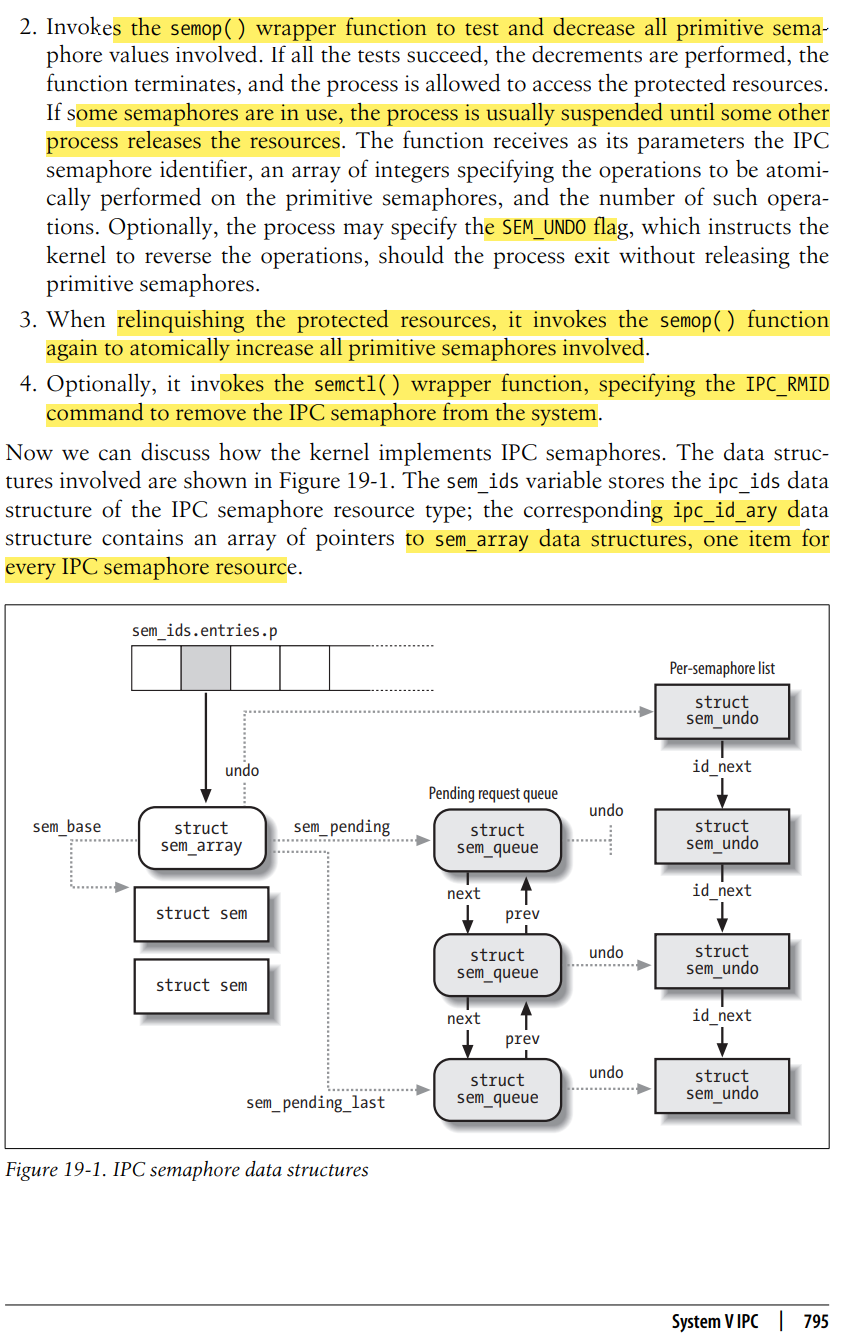 2. Invokes the semop() wrapper function to test and decrease all primitive sema-
phore values involved. If all the tests succeed, the decrements are performed, the
function terminates, and the process is allowed to access the protected resources.
If some semaphores are in use, the process is usually suspended until some other
process releases the resources. The function receives as its parameters the IPC
semaphore identifier, an array of integers specifying the operations to be atomi-
cally performed on the primitive semaphores, and the number of such opera-
tions. Optionally, the process may specify the SEM_UNDO flag, which instructs the
kernel to reverse the operations, should the process exit without releasing the
primitive semaphores.
3. When relinquishing the protected resources, it invokes the semop() function
again to atomically increase all primitive semaphores involved.
4. Optionally, it invokes the semctl() wrapper function, specifying the IPC_RMID
command to remove the IPC semaphore from the system.
Now we can discuss how the kernel implements IPC semaphores. The data struc-
tures involved are shown in Figure 19-1. The sem_ids variable stores the ipc_ids data
structure of the IPC semaphore resource type; the corresponding ipc_id_ary data
structure contains an array of pointers to sem_array data structures, one item for
every IPC semaphore resource.
sem_ids.entries.p
Per-semaphore list
struct
sem_undo
undo
id_next
Pending request queue
sem_base
struct
sem_array
sem_pending
struct
sem_queue
undo
struct
sem_undo
next
prev
id_next
struct sem
struct
sem_queue
undo
struct
sem_undo
struct sem
next
prev
id_next
sem_pending_last
struct
sem_queue
undo
struct
sem_undo
Figure 19-1. IPC semaphore data structures
System V IPC | 795